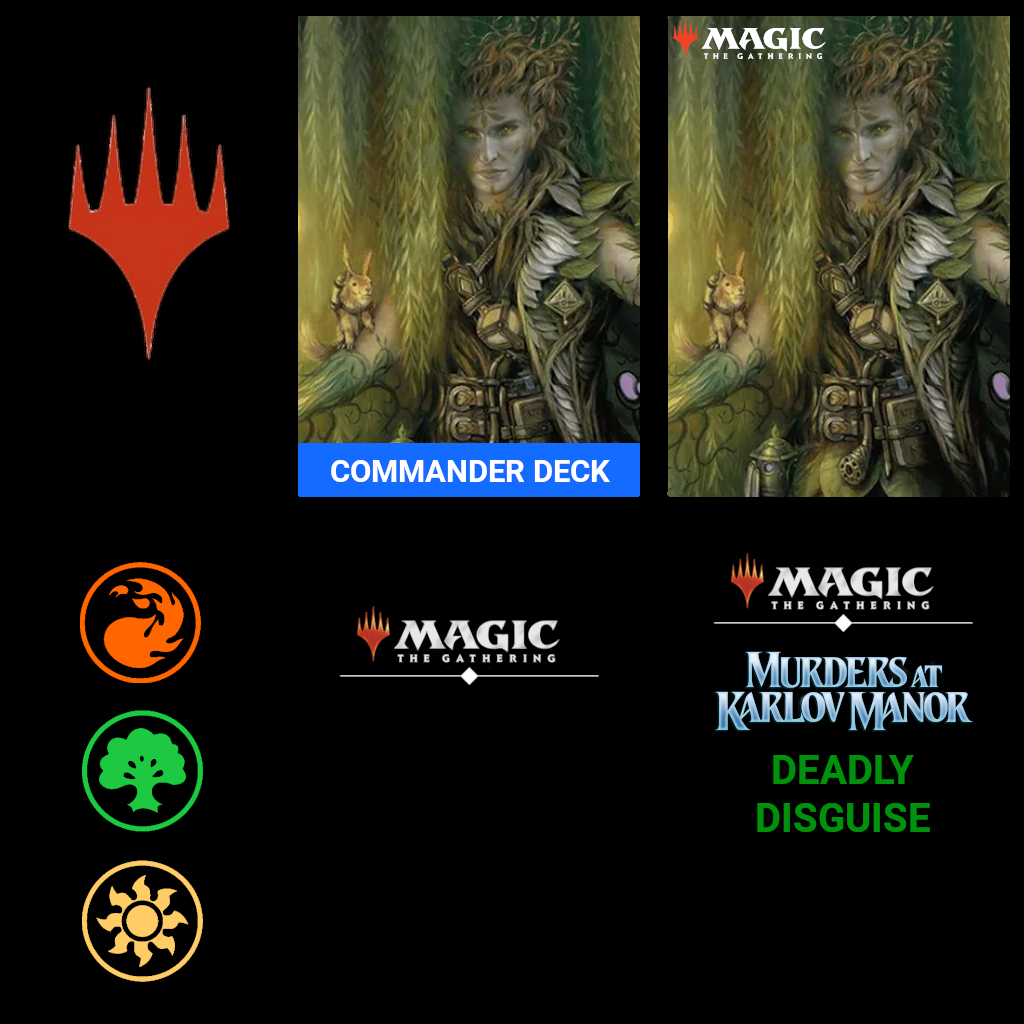 MAGIC
THE GATHERING
COMMANDER DECK
MAGIC
THE GATHERING
MAGIC
THE GATHERING
MURDERS AT
KARLOV MANOR
DEADLY
DISGUISE